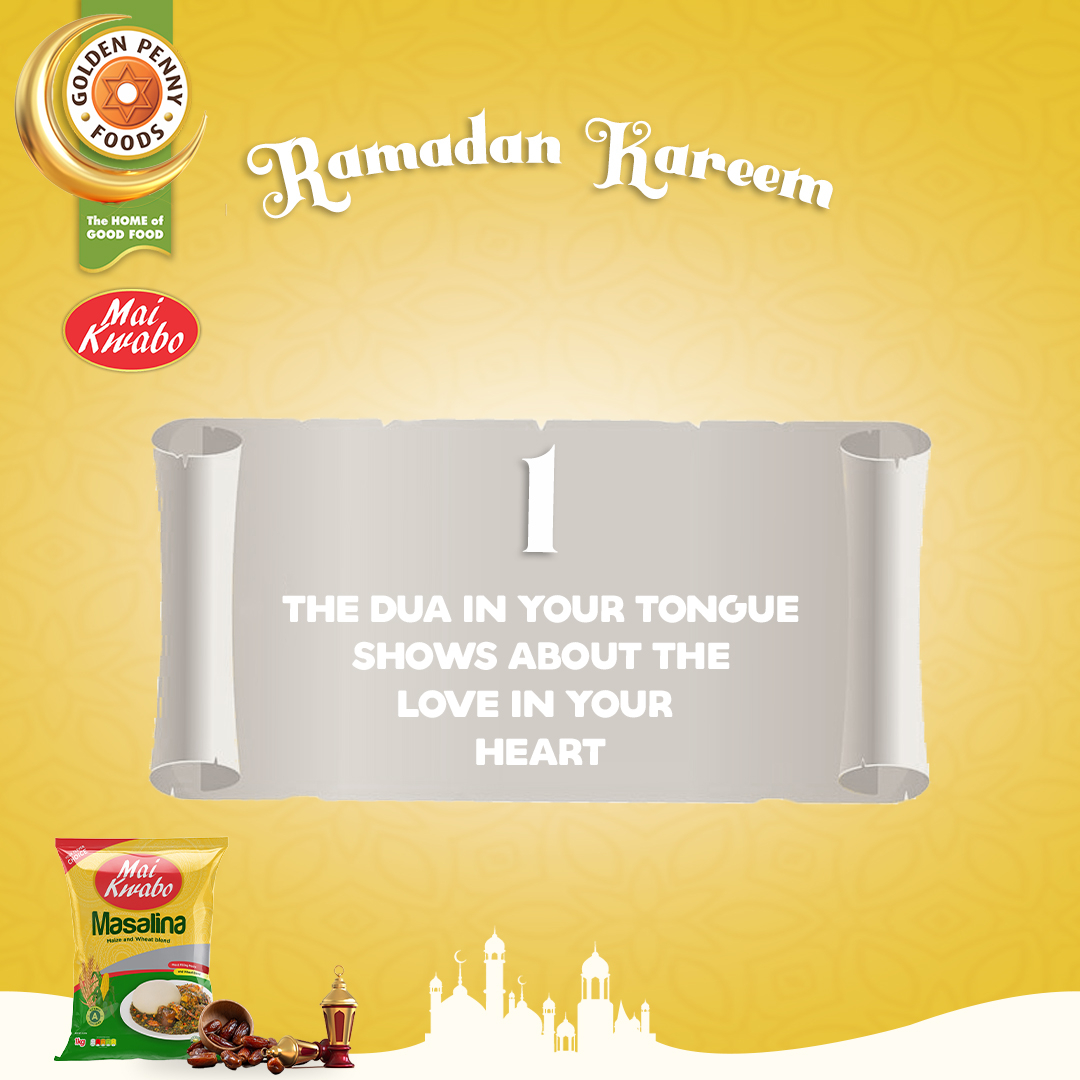 GOLDEN PENNY
FOODS
The HOME of
GOOD FOOD
Ramadan Kareem
Mai
Kwabo
1
THE DUA IN YOUR TONGUE
SHOWS ABOUT THE
LOVE IN YOUR
HEART
Mai
Kwabo
Masalina
Maize and Wheat blend
1kg